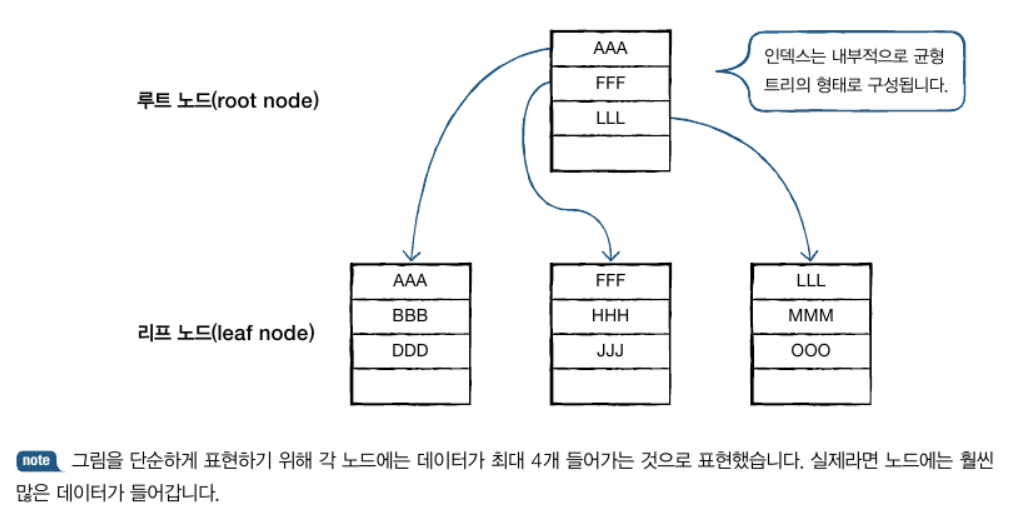 AAA
FFF
LLL
인덱스는 내부적으로 균형
트리의 형태로 구성됩니다.
루트 노드(root node)
리프 노드(leaf node)
AAA
BBB
DDD
FFF
HHH
JJJ
LLL
MMM
OOO
note 그림을 단순하게 표현하기 위해 각 노드에는 데이터가 최대 4개 들어가는 것으로 표현했습니다. 실제라면 노드에는 훨씬
많은 데이터가 들어갑니다.